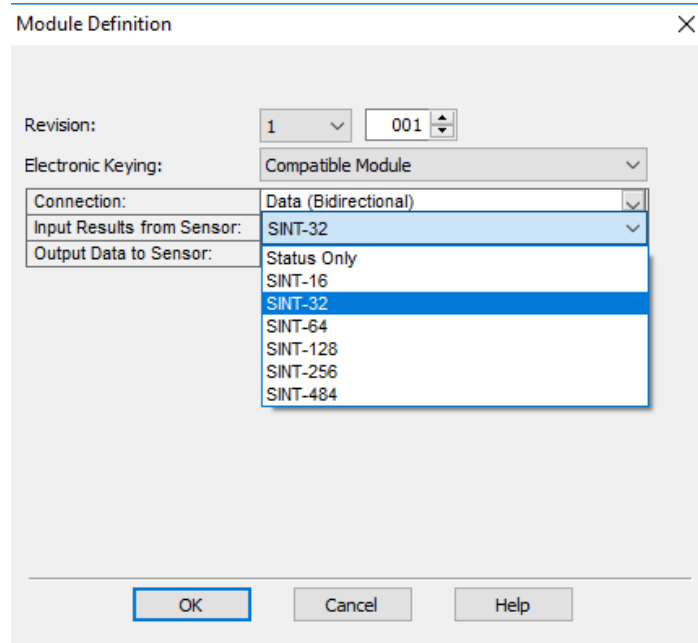 Module Definition
Revision: 1 001
Electronic Keying: Compatible Module
Connection: Data (Bidirectional)
Input Results from Sensor: SINT-32
Output Data to Sensor:
Status Only
SINT-16
SINT-32
SINT-64
SINT-128
SINT-256
SINT-484
OK Cancel Help